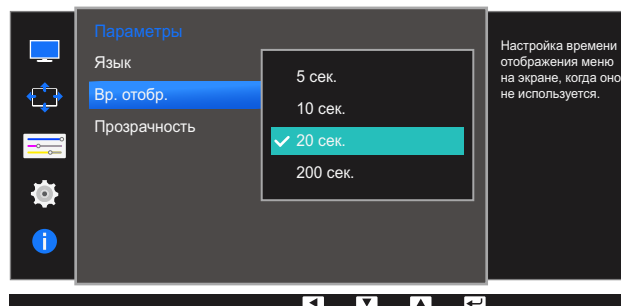 Параметры
Язык
Вр. отобр.
Прозрачность
5 сек.
10 сек.
20 сек.
200 сек.
Настройка времени
отображения меню
на экране, когда оно
не используется.